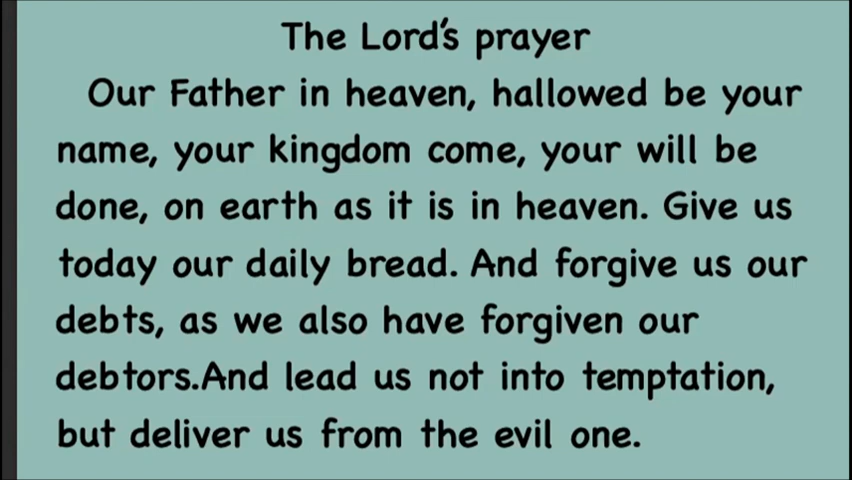 The Lord's prayer
Our Father in heaven, hallowed be your
name, your kingdom come, your will be
done, on earth as it is in heaven. Give us
today our daily bread. And forgive us our
debts, as we also have forgiven our
debtors.And lead us not into temptation,
but deliver us from the evil one.